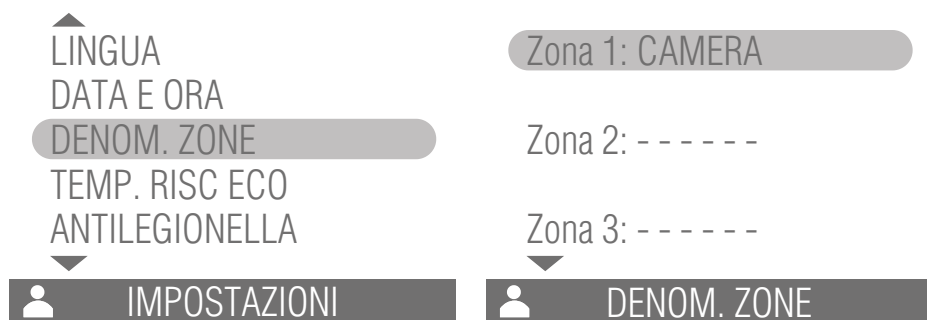 LINGUA
DATA E ORA
DENOM. ZONE
TEMP. RISC ECO
ANTILEGIONELLA
IMPOSTAZIONI
Zona 1: CAMERA
Zona 2: - - - - - -
Zona 3: - - - - - -
DENOM. ZONE